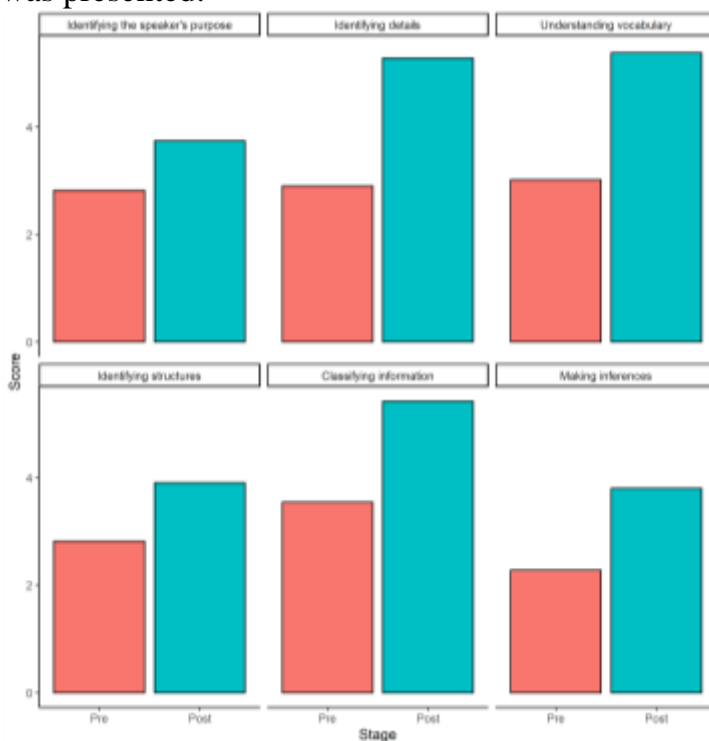 was presented.
Identifying the speaker's purpose Identifying details Understanding vocabulary
4
2
0
Score
Identifying structures Classifying information Making inferences
4
2
0
Pre Post Pre Post Pre Post
Stage